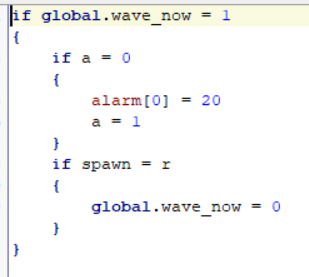 if global.wave_now = 1
{
    if a = 0
    {
        alarm[0] = 20
        a = 1
    }
    if spawn = r
    {
        global.wave_now = 0
    }
}